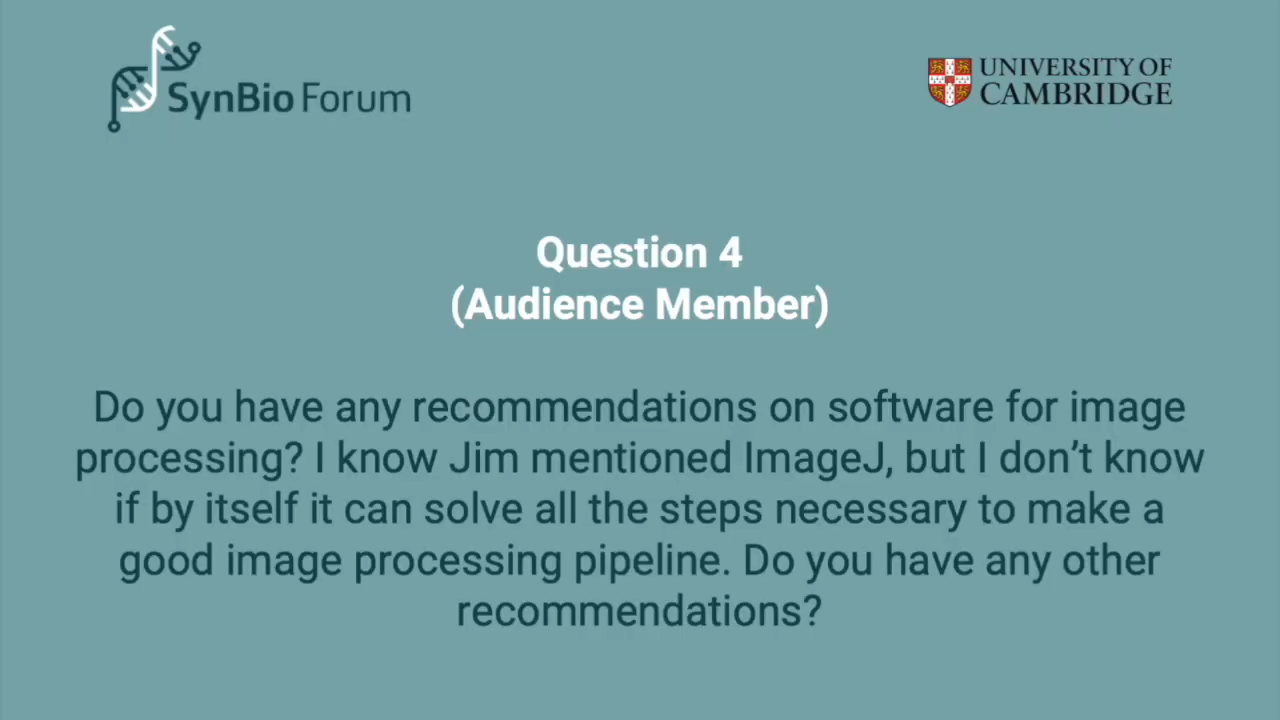 SynBio Forum
UNIVERSITY OF
CAMBRIDGE
Question 4
(Audience Member)
Do you have any recommendations on software for image
processing? I know Jim mentioned ImageJ, but I don’t know
if by itself it can solve all the steps necessary to make a
good image processing pipeline. Do you have any other
recommendations?